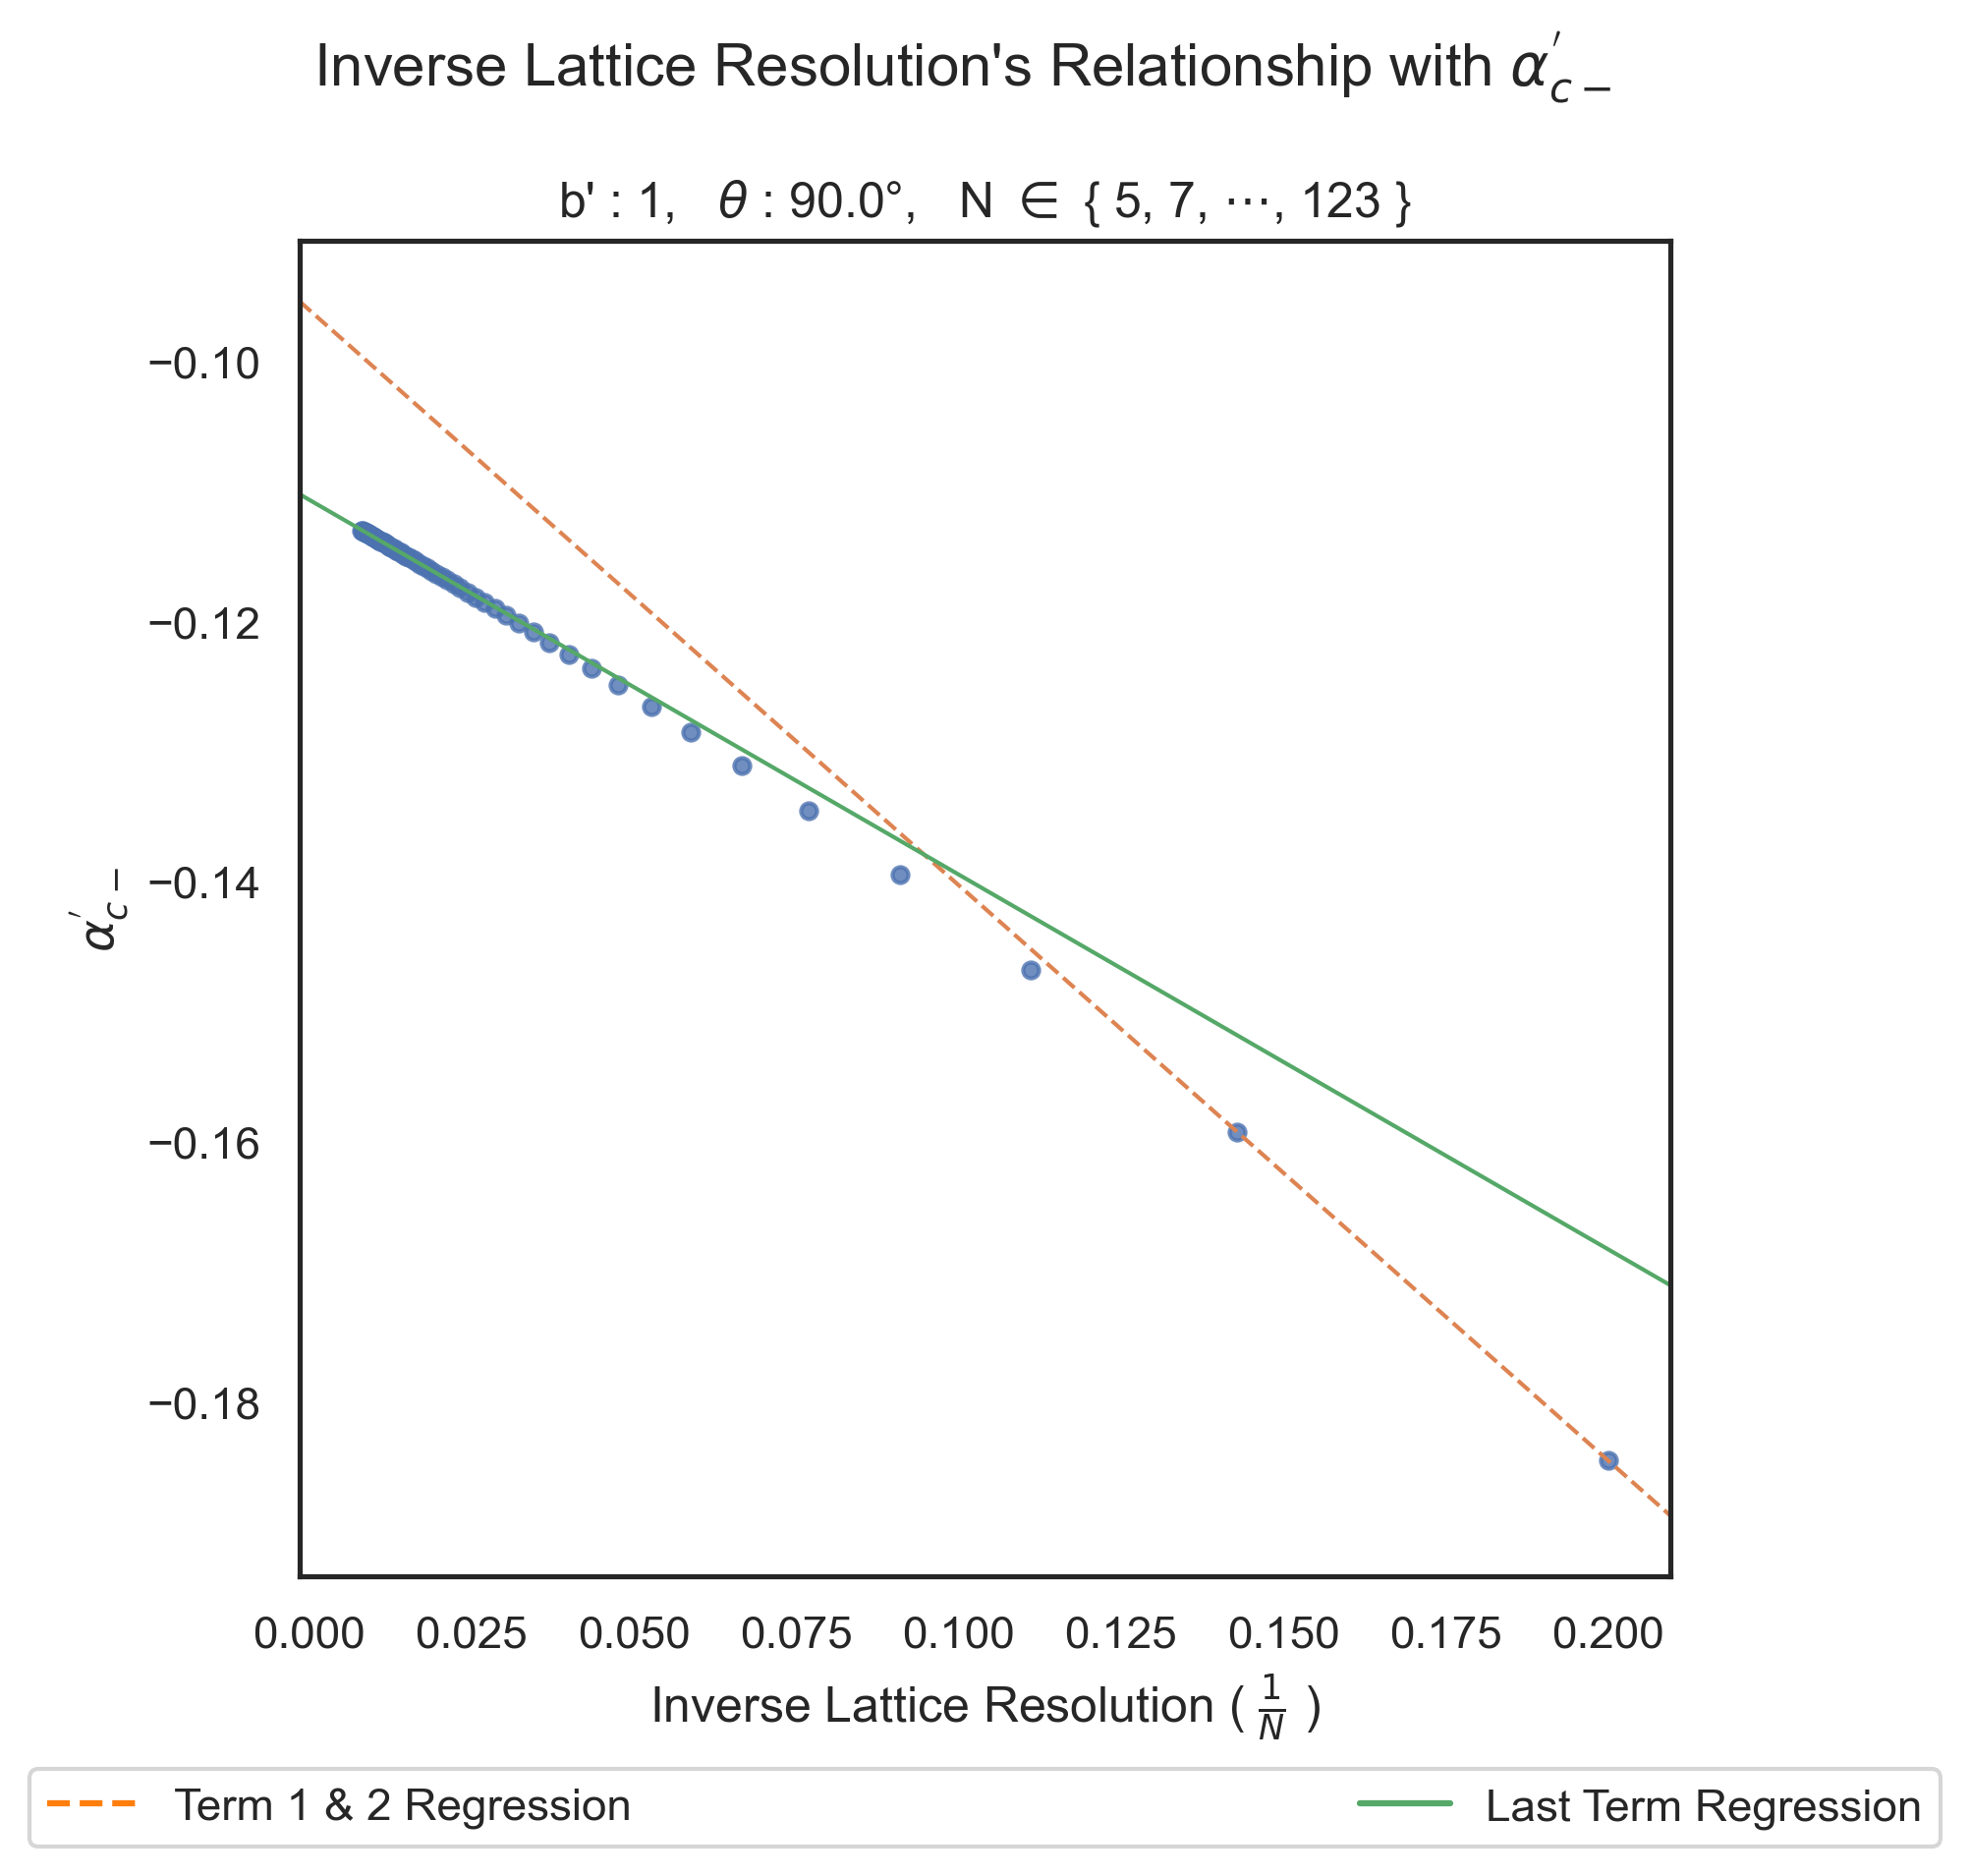 Inverse Lattice Resolution's Relationship with α'c−
b' : 1, θ : 90.0°, N ∈ { 5, 7, ⋯, 123 }
−0.10
−0.12
−0.14
−0.16
−0.18
α'c−
0.000 0.025 0.050 0.075 0.100 0.125 0.150 0.175 0.200
Inverse Lattice Resolution ( 1/N )
Term 1 & 2 Regression Last Term Regression